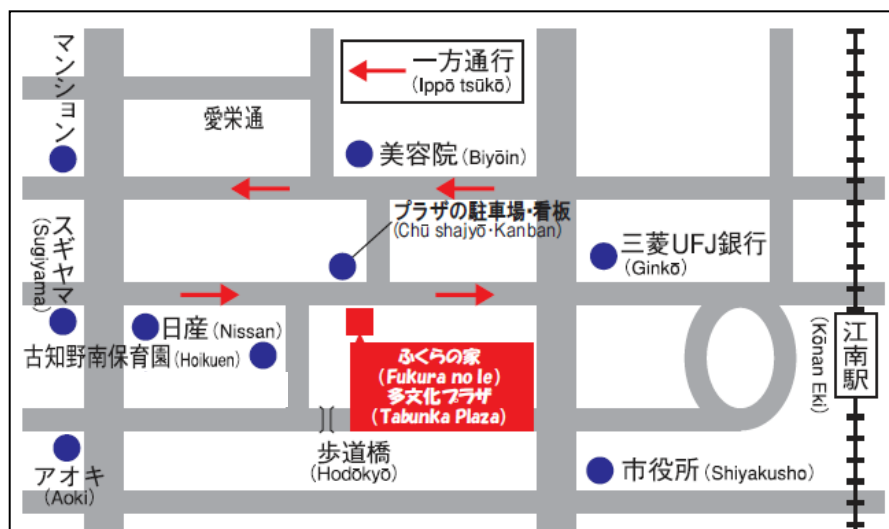 マンション
一方通行
(Ippō tsūkō)
愛栄通
美容院(Biyōin)
プラザの駐車場・看板
(Chū shajyō・Kanban)
スギヤマ
(Sugiyama)
三菱UFJ銀行
(Ginkō)
日産(Nissan)
古知野南保育園(Hoikuen)
ふくらの家
(Fukura no Ie)
多文化プラザ
(Tabunka Plaza)
江南駅
(Kōnan Eki)
歩道橋
(Hodōkyō)
アオキ
(Aoki)
市役所(Shiyakusho)